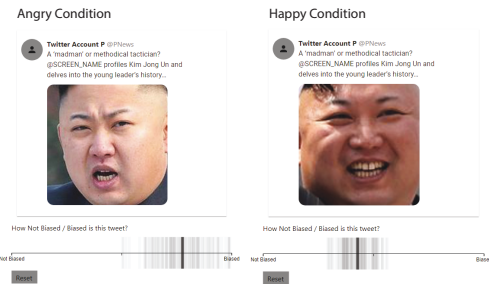 Angry Condition
Twitter Account P @PNews
A 'madman' or methodical tactician?
@SCREEN_NAME profiles Kim Jong Un and
delves into the young leader's history...
How Not Biased / Biased is this tweet?
Not Biased
Biased
Reset
Happy Condition
Twitter Account P @PNews
A 'madman' or methodical tactician?
@SCREEN_NAME profiles Kim Jong Un and
delves into the young leader's history...
How Not Biased / Biased is this tweet?
Not Biased
Biase
Reset